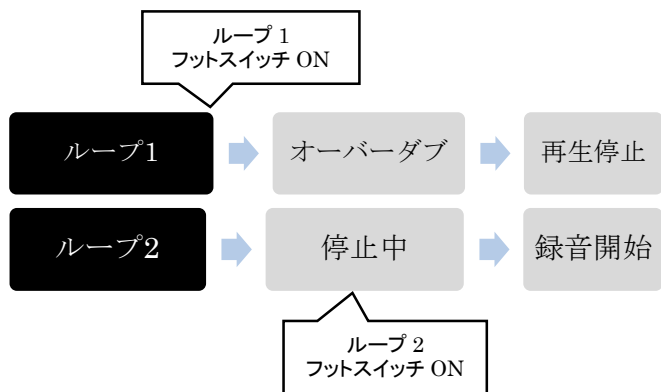 ループ 1
フットスイッチ ON
ループ1
オーバーダブ
再生停止
ループ2
停止中
録音開始
ループ 2
フットスイッチ ON